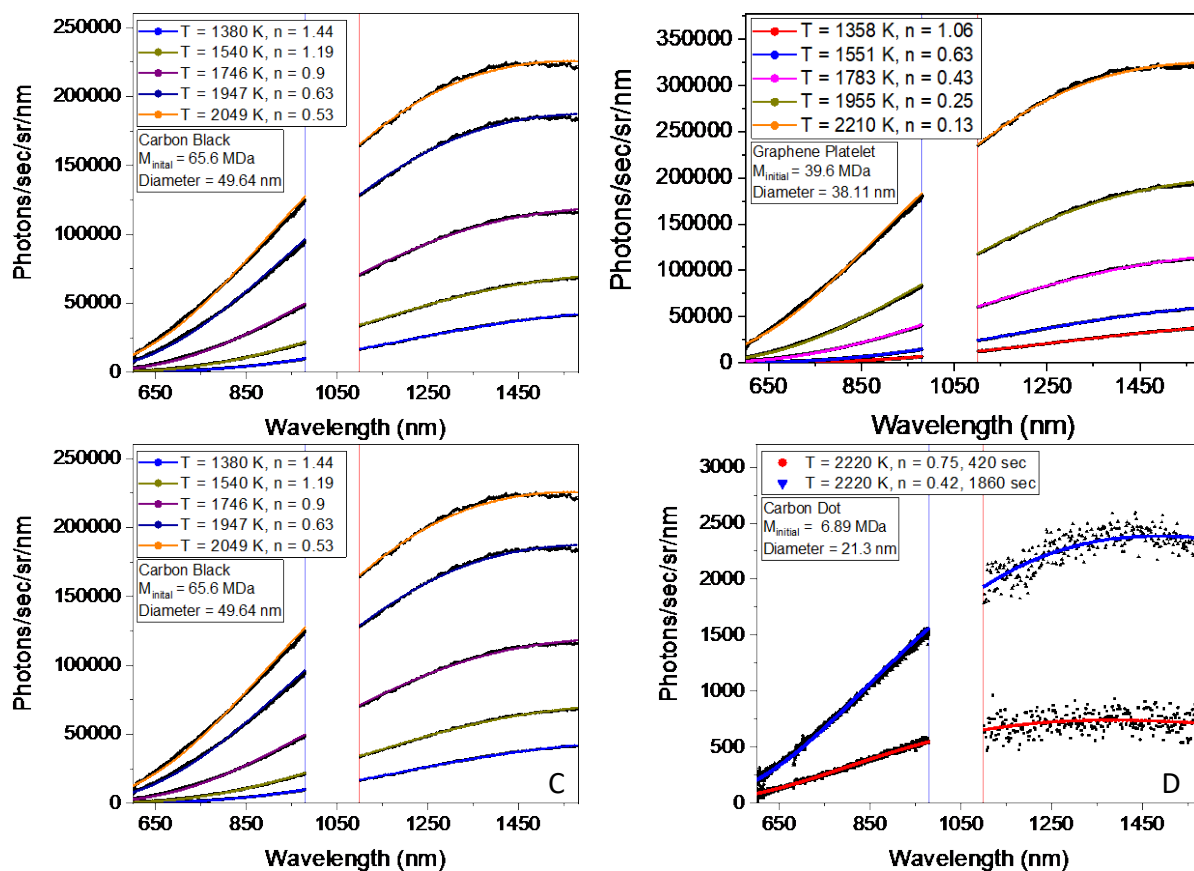 T = 1380 K, n = 1.44
T = 1540 K, n = 1.19
T = 1746 K, n = 0.9
T = 1947 K, n = 0.63
T = 2049 K, n = 0.53
Carbon Black
Minital = 65.6 MDa
Diameter = 49.64 nm
250000
200000
150000
100000
50000
0
Photons/sec/sr/nm
650 850 1050 1250 1450
Wavelength (nm)
T = 1358 K, n = 1.06
T = 1551 K, n = 0.63
T = 1783 K, n = 0.43
T = 1955 K, n = 0.25
T = 2210 K, n = 0.13
Graphene Platelet
Minitial = 39.6 MDa
Diameter = 38.11 nm
350000
300000
250000
200000
150000
100000
50000
0
Photons/sec/sr/nm
650 850 1050 1250 1450
Wavelength (nm)
T = 1380 K, n = 1.44
T = 1540 K, n = 1.19
T = 1746 K, n = 0.9
T = 1947 K, n = 0.63
T = 2049 K, n = 0.53
Carbon Black
Minital = 65.6 MDa
Diameter = 49.64 nm
250000
200000
150000
100000
50000
0
Photons/sec/sr/nm
C
650 850 1050 1250 1450
Wavelength (nm)
T = 2220 K, n = 0.75, 420 sec
T = 2220 K, n = 0.42, 1860 sec
Carbon Dot
Minitial = 6.89 MDa
Diameter = 21.3 nm
3000
2500
2000
1500
1000
500
0
Photons/sec/sr/nm
D
650 850 1050 1250 1450
Wavelength (nm)